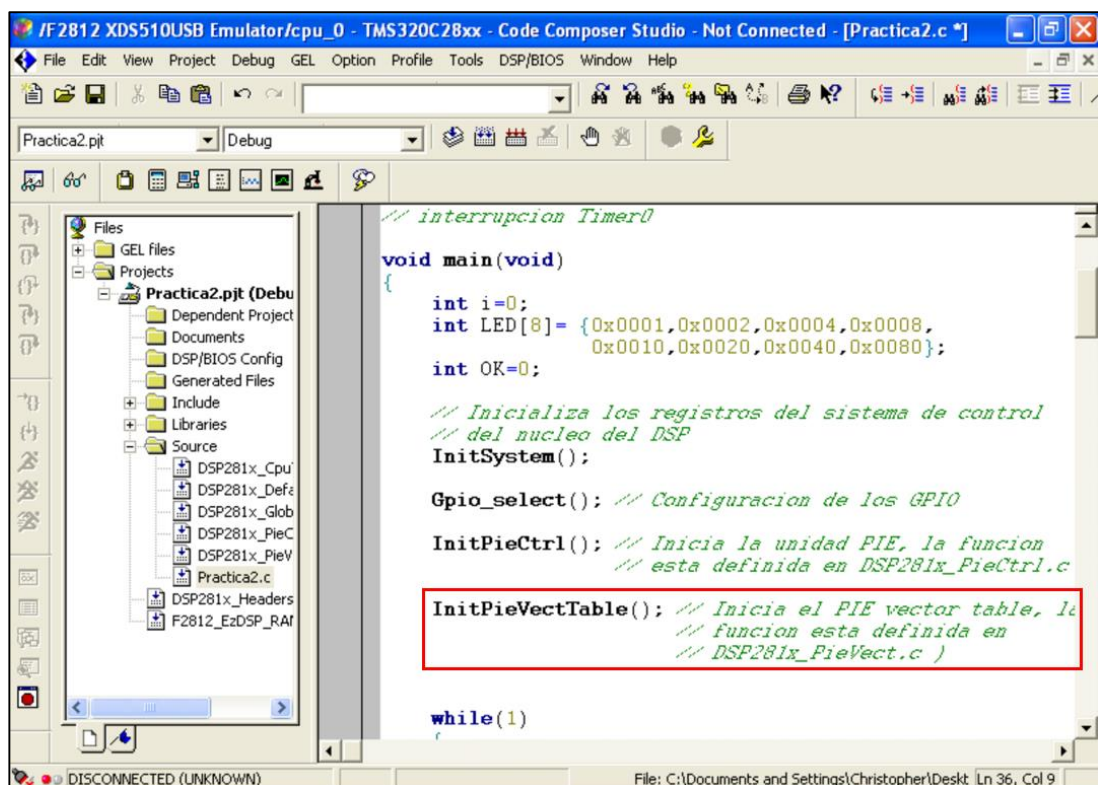 /F2812 XDS510USB Emulator/cpu_0 - TMS320C28xx - Code Composer Studio - Not Connected - [Practica2.c *]
File Edit View Project Debug GEL Option Profile Tools DSP/BIOS Window Help
Practica2.pjt Debug
Files
GEL files
Projects
Practica2.pjt (Debu
Dependent Project
Documents
DSP/BIOS Config
Generated Files
Include
Libraries
Source
DSP281x_Cpu
DSP281x_Defa
DSP281x_Glob
DSP281x_PieC
DSP281x_PieV
Practica2.c
DSP281x_Headers
F2812_EzDSP_RAM
// interrupcion Timer0
void main(void)
{
int i=0;
int LED[8]= {0x0001,0x0002,0x0004,0x0008,
0x0010,0x0020,0x0040,0x0080};
int OK=0;
// Inicializa los registros del sistema de control
// del nucleo del DSP
InitSystem();
Gpio_select(); // Configuracion de los GPIO
InitPieCtrl(); // Inicia la unidad PIE, la funcion
// esta definida en DSP281x_PieCtrl.c
InitPieVectTable(); // Inicia el PIE vector table, la
// funcion esta definida en
// DSP281x_PieVect.c )
while(1)
{
DISCONNECTED (UNKNOWN) File: C:\Documents and Settings\Christopher\Deskt Ln 36, Col 9